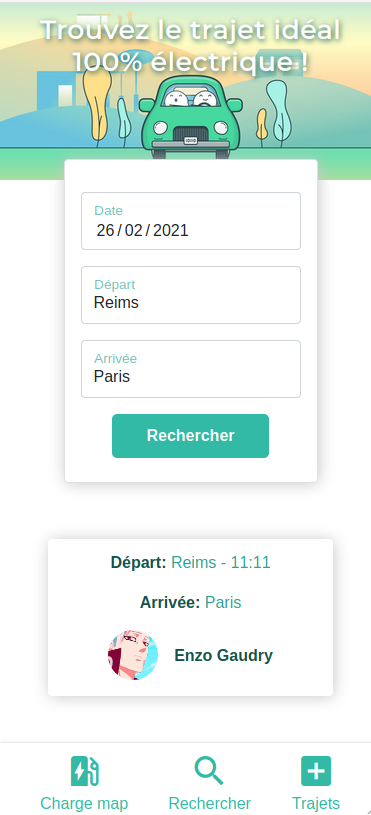 Trouvez le trajet idéal
100% électrique !
Date
26/02/2021
Départ
Reims
Arrivée
Paris
Rechercher
Départ: Reims - 11:11
Arrivée: Paris
Enzo Gaudry
Charge map
Rechercher
Trajets